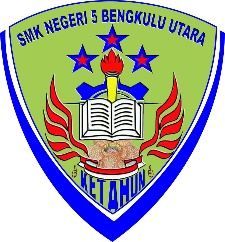 SMK NEGERI 5 BENGKULU UTARA
KETAHUN